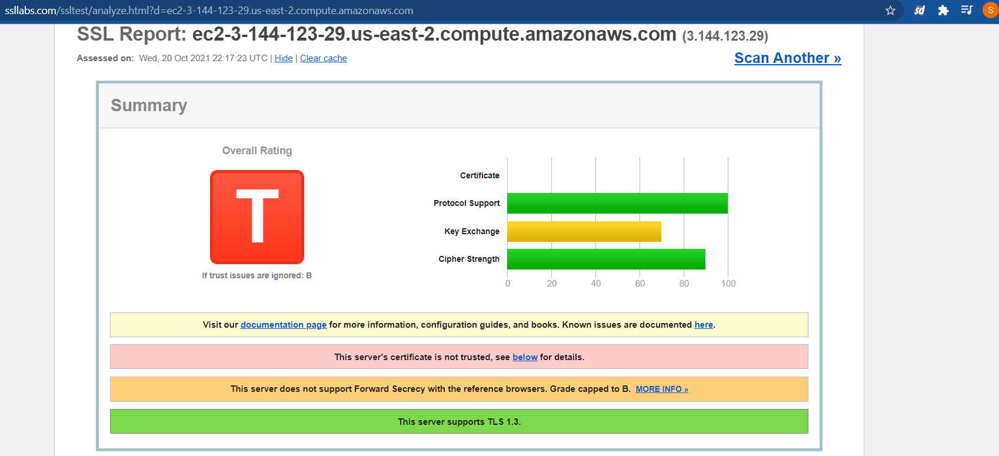 ssllabs.com/ssltest/analyze.html?d=ec2-3-144-123-29.us-east-2.compute.amazonaws.com
SSL Report: ec2-3-144-123-29.us-east-2.compute.amazonaws.com (3.144.123.29)
Assessed on: Wed, 20 Oct 2021 22:17:23 UTC | Hide | Clear cache
Scan Another »
Summary
Overall Rating
T
If trust issues are ignored: B
Certificate
Protocol Support
Key Exchange
Cipher Strength
0 20 40 60 80 100
Visit our documentation page for more information, configuration guides, and books. Known issues are documented here.
This server's certificate is not trusted, see below for details.
This server does not support Forward Secrecy with the reference browsers. Grade capped to B. MORE INFO »
This server supports TLS 1.3.
sd
S